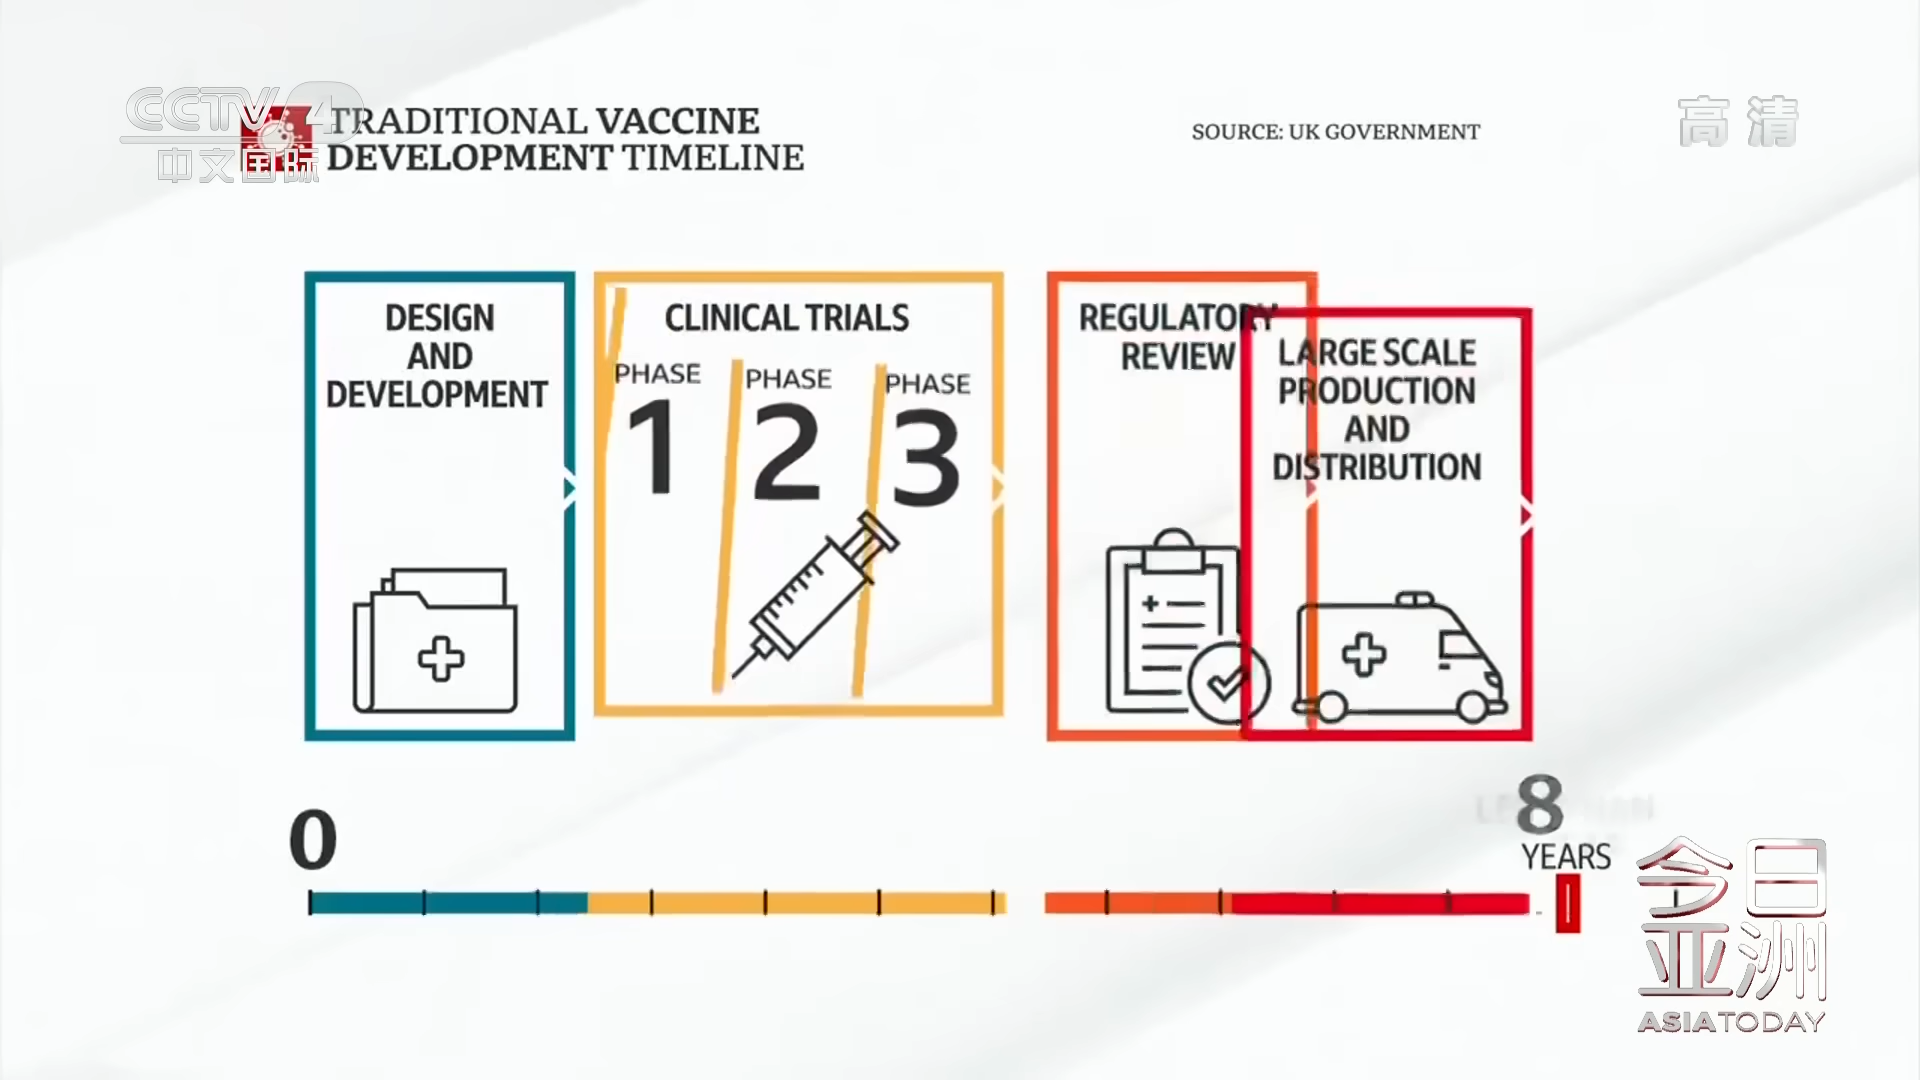 CCTV 4
中文国际
TRADITIONAL VACCINE
DEVELOPMENT TIMELINE
SOURCE: UK GOVERNMENT
高清
DESIGN
AND
DEVELOPMENT
CLINICAL TRIALS
PHASE
1
PHASE
2
PHASE
3
REGULATORY
REVIEW
LARGE SCALE
PRODUCTION
AND
DISTRIBUTION
0
8
YEARS
今日
亚洲
ASIA TODAY